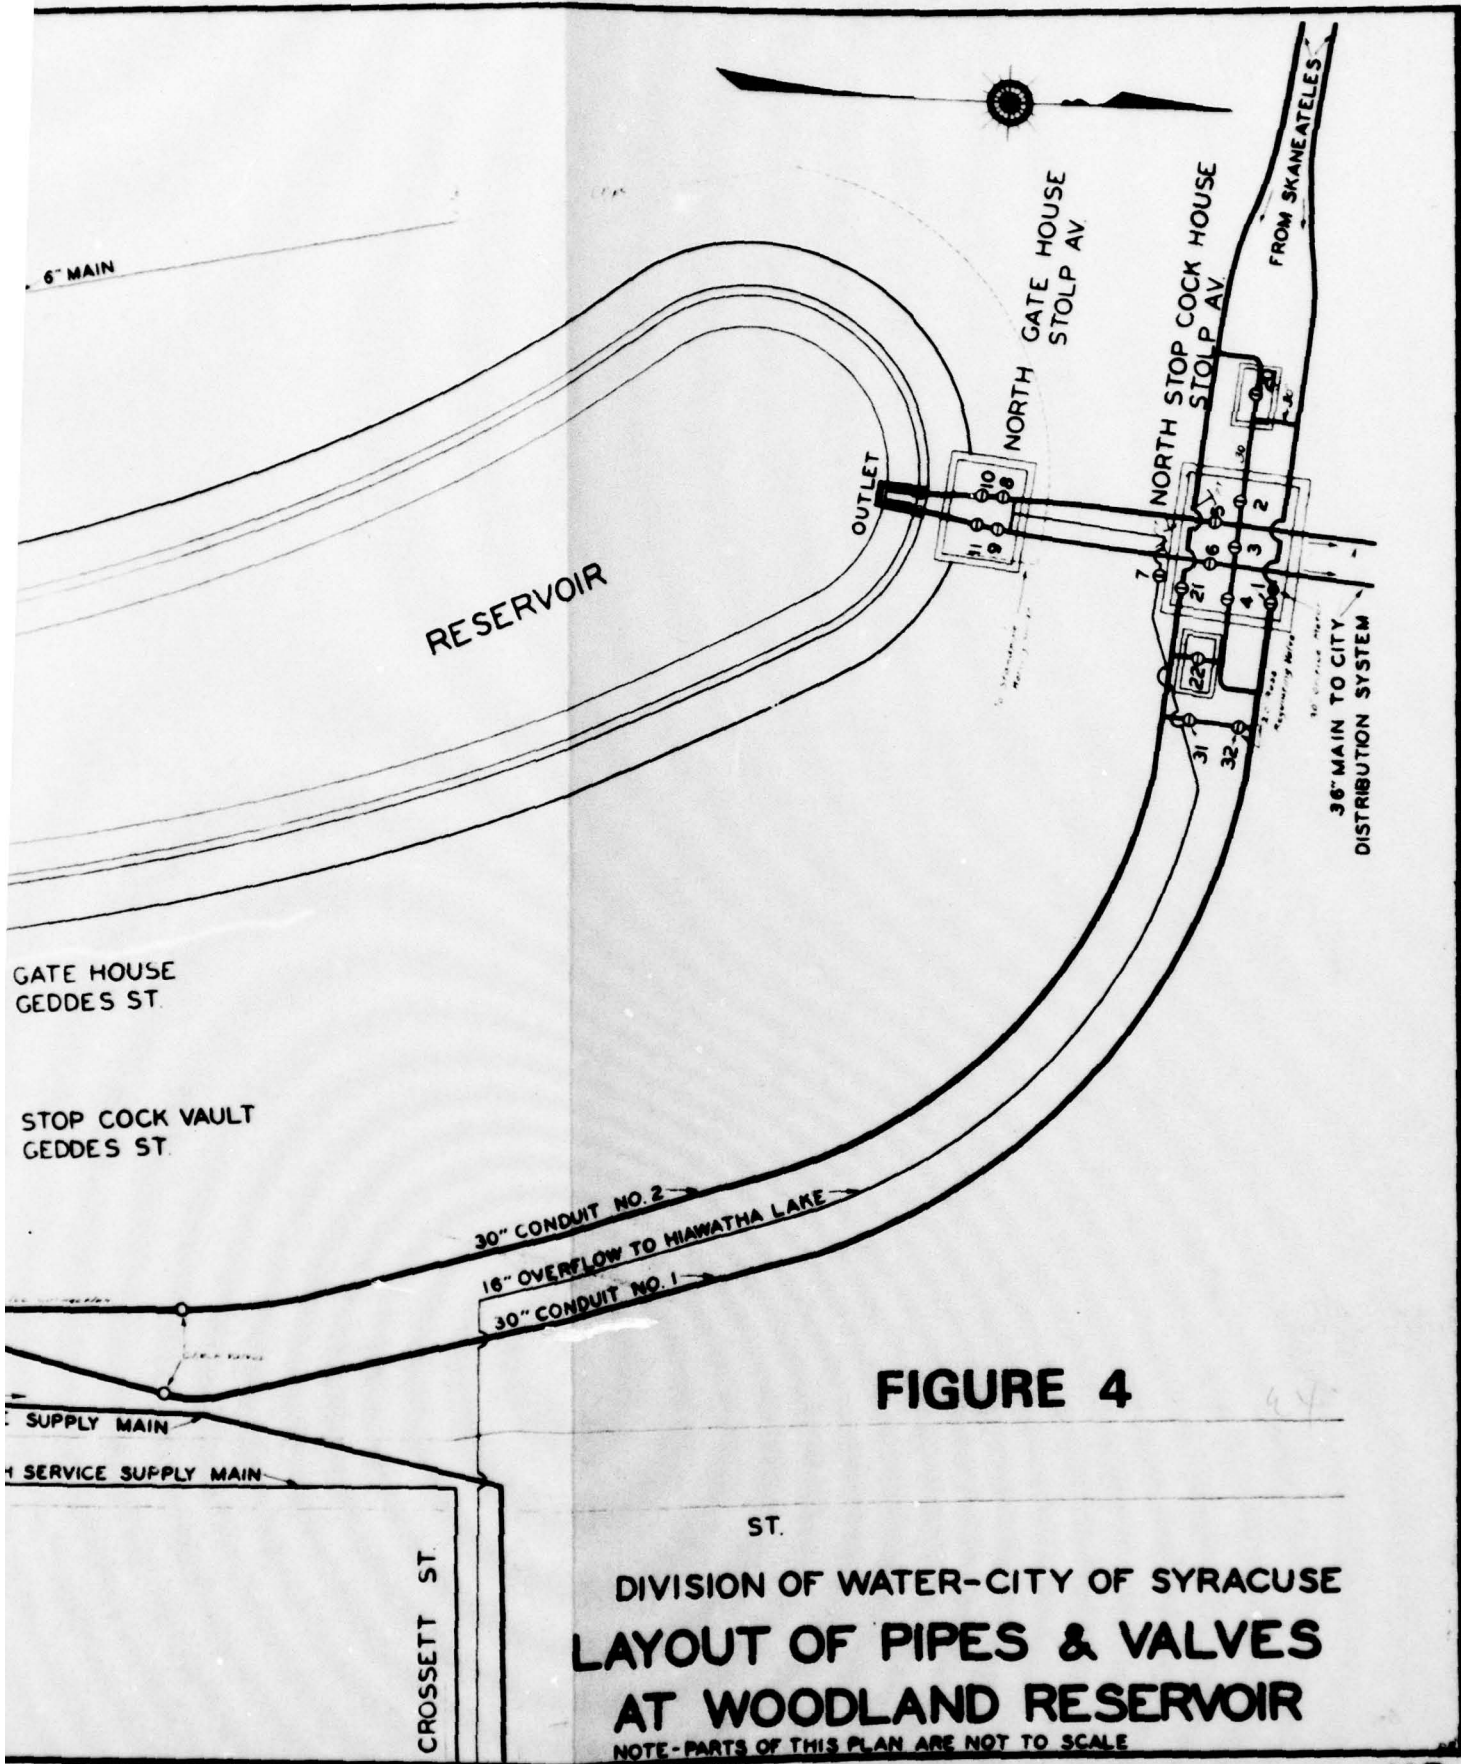 FROM SKANEATELES
6" MAIN
NORTH GATE HOUSE
STOLP AV.
NORTH STOP COCK HOUSE
STOLP AV.
OUTLET
RESERVOIR
30
30
10
8
11
9
5
2
6
3
7
21
4
1
22
31
32
36" MAIN TO CITY
DISTRIBUTION SYSTEM
GATE HOUSE
GEDDES ST.
STOP COCK VAULT
GEDDES ST.
30" CONDUIT NO. 2
16" OVERFLOW TO HIAWATHA LAKE
30" CONDUIT NO. 1
SUPPLY MAIN
SERVICE SUPPLY MAIN
CROSSETT ST.
FIGURE 4
ST.
DIVISION OF WATER-CITY OF SYRACUSE
LAYOUT OF PIPES & VALVES
AT WOODLAND RESERVOIR
NOTE-PARTS OF THIS PLAN ARE NOT TO SCALE